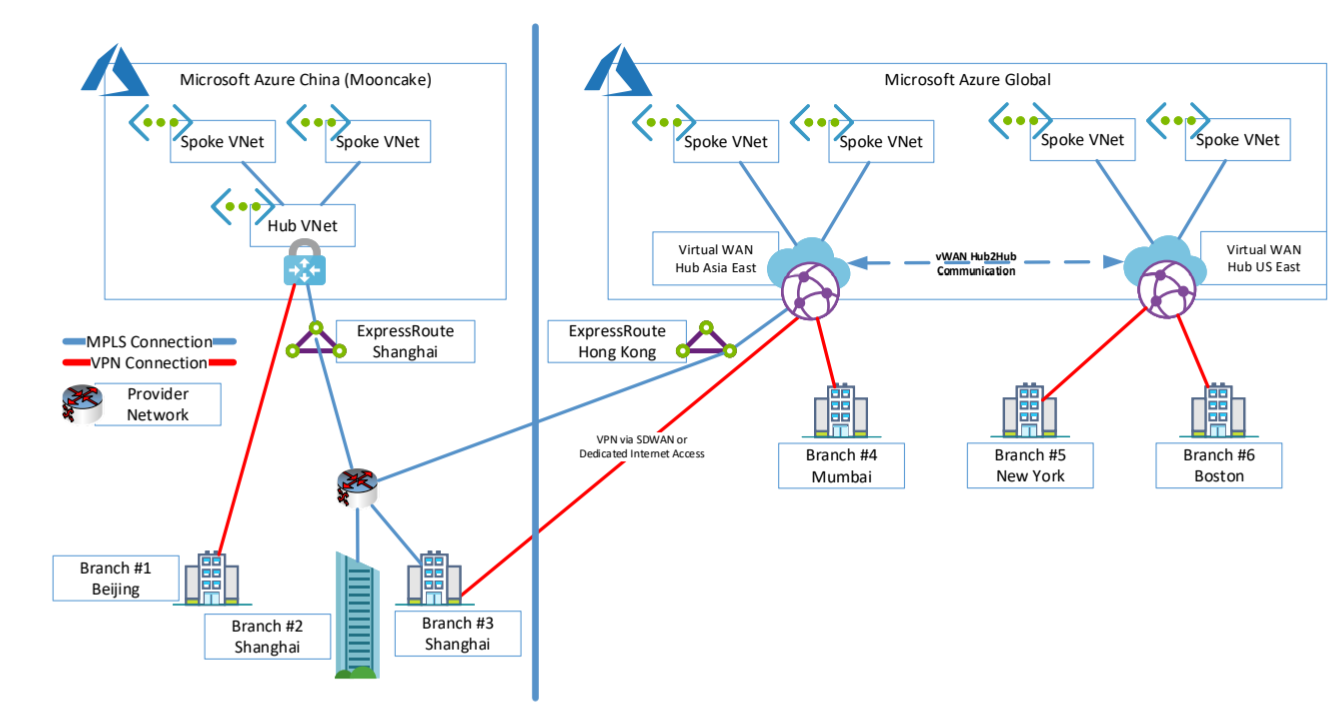 Microsoft Azure China (Mooncake)
Spoke VNet
Spoke VNet
Hub VNet
ExpressRoute
Shanghai
MPLS Connection
VPN Connection
Provider
Network
Branch #1
Beijing
Branch #2
Shanghai
Branch #3
Shanghai
Microsoft Azure Global
Spoke VNet
Spoke VNet
Spoke VNet
Spoke VNet
Virtual WAN
Hub Asia East
vWAN Hub2Hub
Communication
Virtual WAN
Hub US East
ExpressRoute
Hong Kong
VPN via SDWAN or
Dedicated Internet Access
Branch #4
Mumbai
Branch #5
New York
Branch #6
Boston